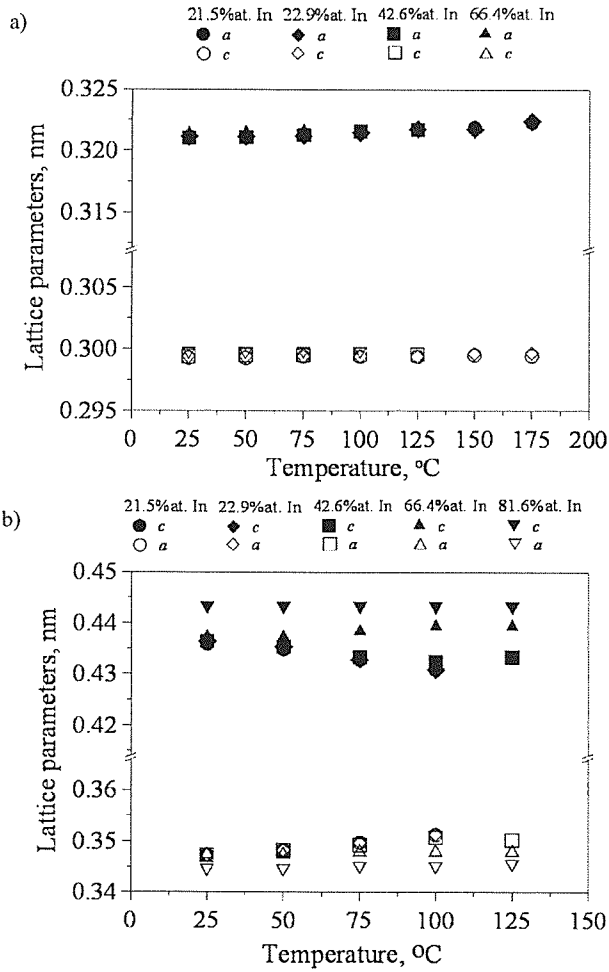 a)
21.5%at. In 22.9%at. In 42.6%at. In 66.4%at. In
a a a a
c c c c
0.325
0.320
0.315
0.305
0.300
0.295
Lattice parameters, nm
0 25 50 75 100 125 150 175 200
Temperature, °C
b)
21.5%at. In 22.9%at. In 42.6%at. In 66.4%at. In 81.6%at. In
c c c c c
a a a a a
0.45
0.44
0.43
0.42
0.36
0.35
0.34
Lattice parameters, nm
0 25 50 75 100 125 150
Temperature, OC